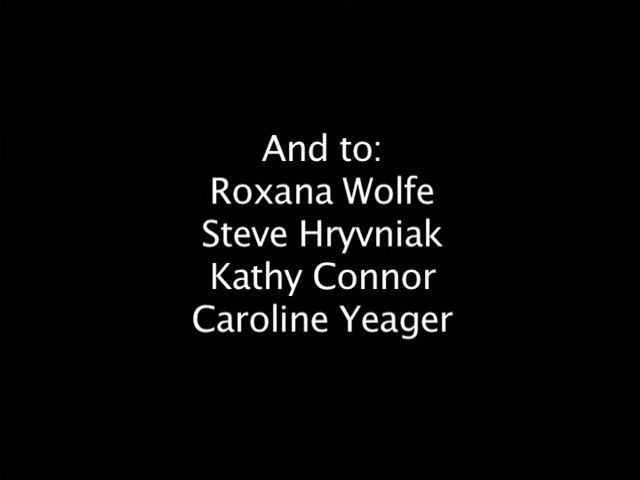 And to:
Roxana Wolfe
Steve Hryvniak
Kathy Connor
Caroline Yeager